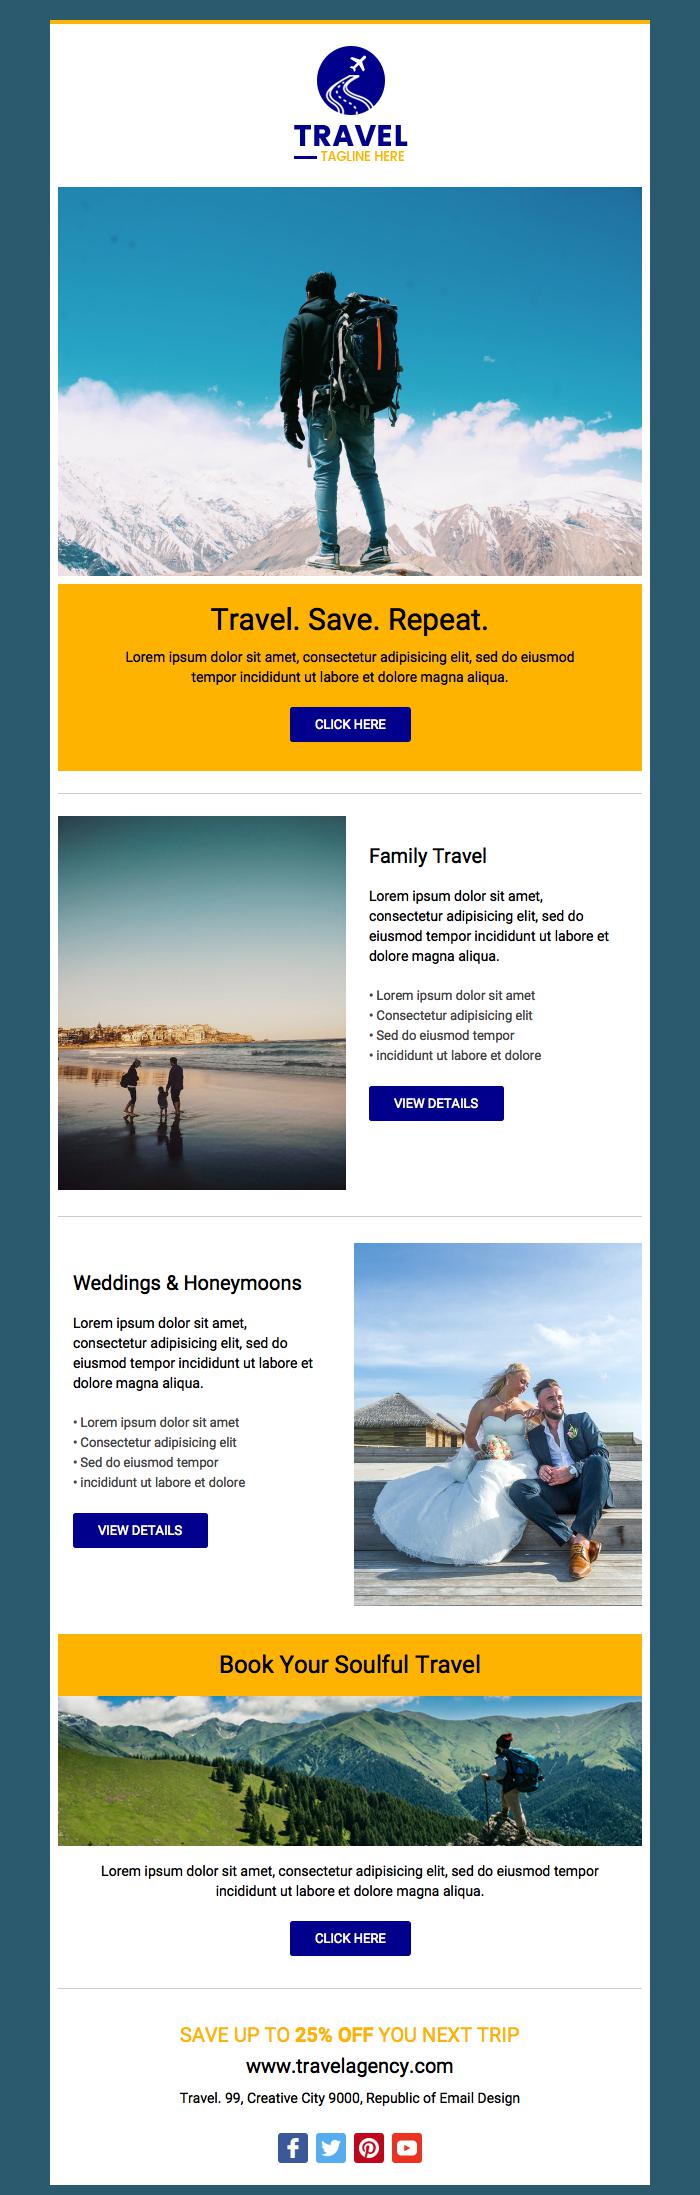 TRAVEL
TAGLINE HERE
Travel. Save. Repeat.
Lorem ipsum dolor sit amet, consectetur adipisicing elit, sed do eiusmod
tempor incididunt ut labore et dolore magna aliqua.
CLICK HERE
Family Travel
Lorem ipsum dolor sit amet,
consectetur adipisicing elit, sed do
eiusmod tempor incididunt ut labore et
dolore magna aliqua.
• Lorem ipsum dolor sit amet
• Consectetur adipisicing elit
• Sed do eiusmod tempor
• incididunt ut labore et dolore
VIEW DETAILS
Weddings & Honeymoons
Lorem ipsum dolor sit amet,
consectetur adipisicing elit, sed do
eiusmod tempor incididunt ut labore et
dolore magna aliqua.
• Lorem ipsum dolor sit amet
• Consectetur adipisicing elit
• Sed do eiusmod tempor
• incididunt ut labore et dolore
VIEW DETAILS
Book Your Soulful Travel
Lorem ipsum dolor sit amet, consectetur adipisicing elit, sed do eiusmod tempor
incididunt ut labore et dolore magna aliqua.
CLICK HERE
SAVE UP TO 25% OFF YOU NEXT TRIP
www.travelagency.com
Travel. 99, Creative City 9000, Republic of Email Design